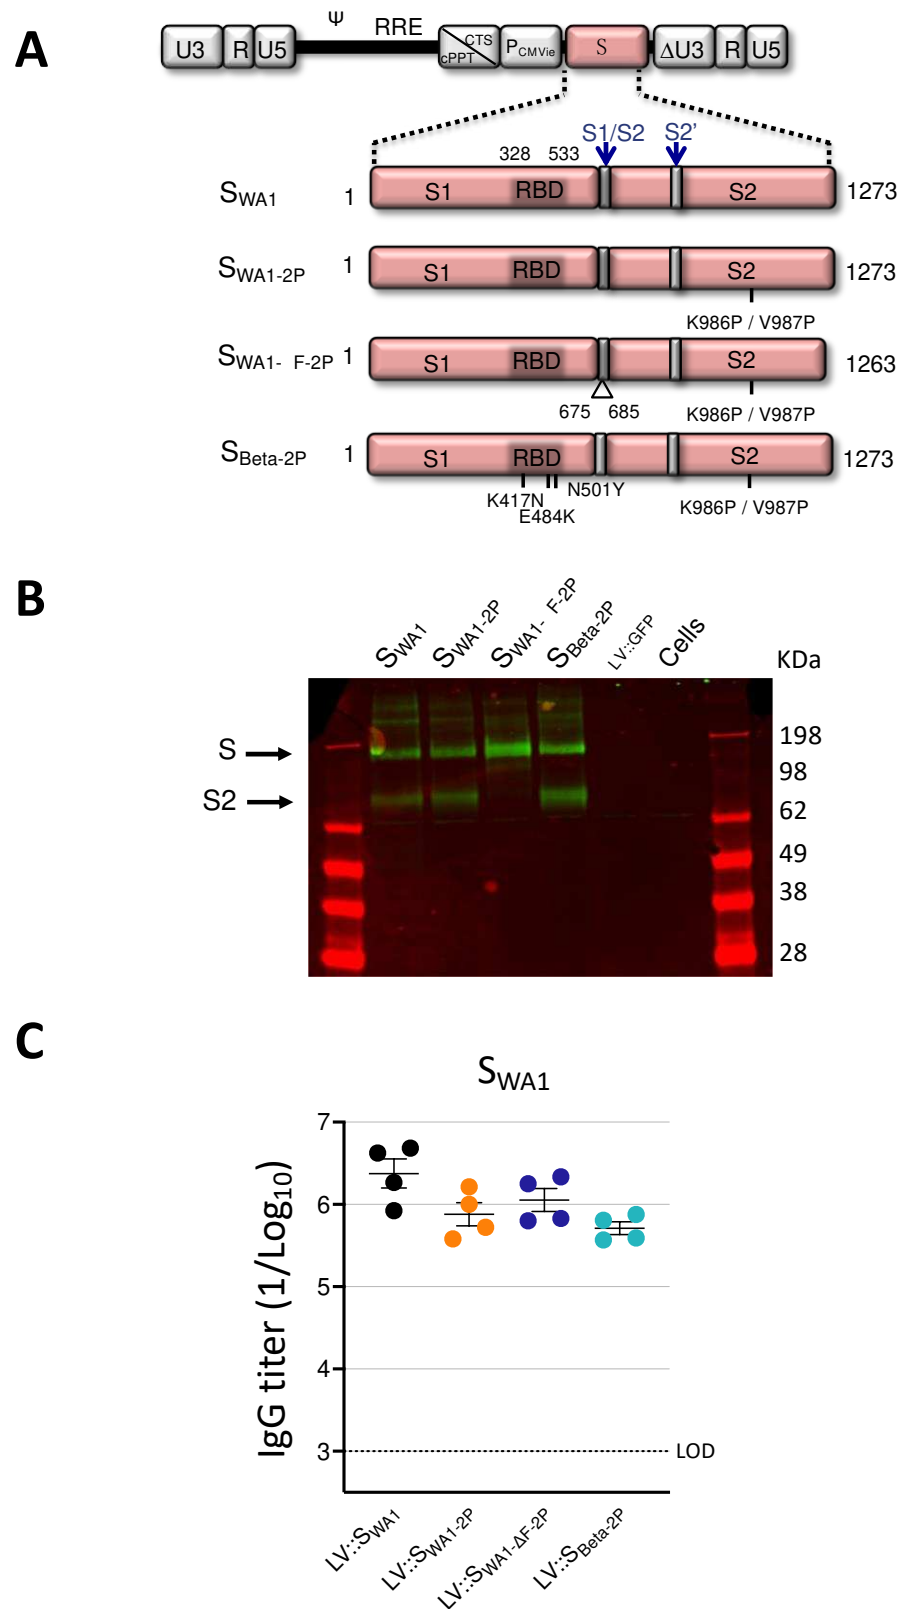 A
Ψ
RRE
U3 R U5 cPPT CTS PCMVie S ΔU3 R U5
S1/S2 S2'
328 533
SWA1 1 S1 RBD S2 1273
SWA1-2P 1 S1 RBD S2 1273
K986P / V987P
SWA1- F-2P 1 S1 RBD S2 1263
675 685 K986P / V987P
SBeta-2P 1 S1 RBD S2 1273
K417N N501Y K986P / V987P
E484K
B
SWA1 SWA1-2P SWA1- F-2P SBeta-2P LV::GFP Cells
KDa
S
S2
198
98
62
49
38
28
C
SWA1
IgG titer (1/Log10)
7
6
5
4
3
LOD
LV::SWA1
LV::SWA1-2P
LV::SWA1-ΔF-2P
LV::SBeta-2P